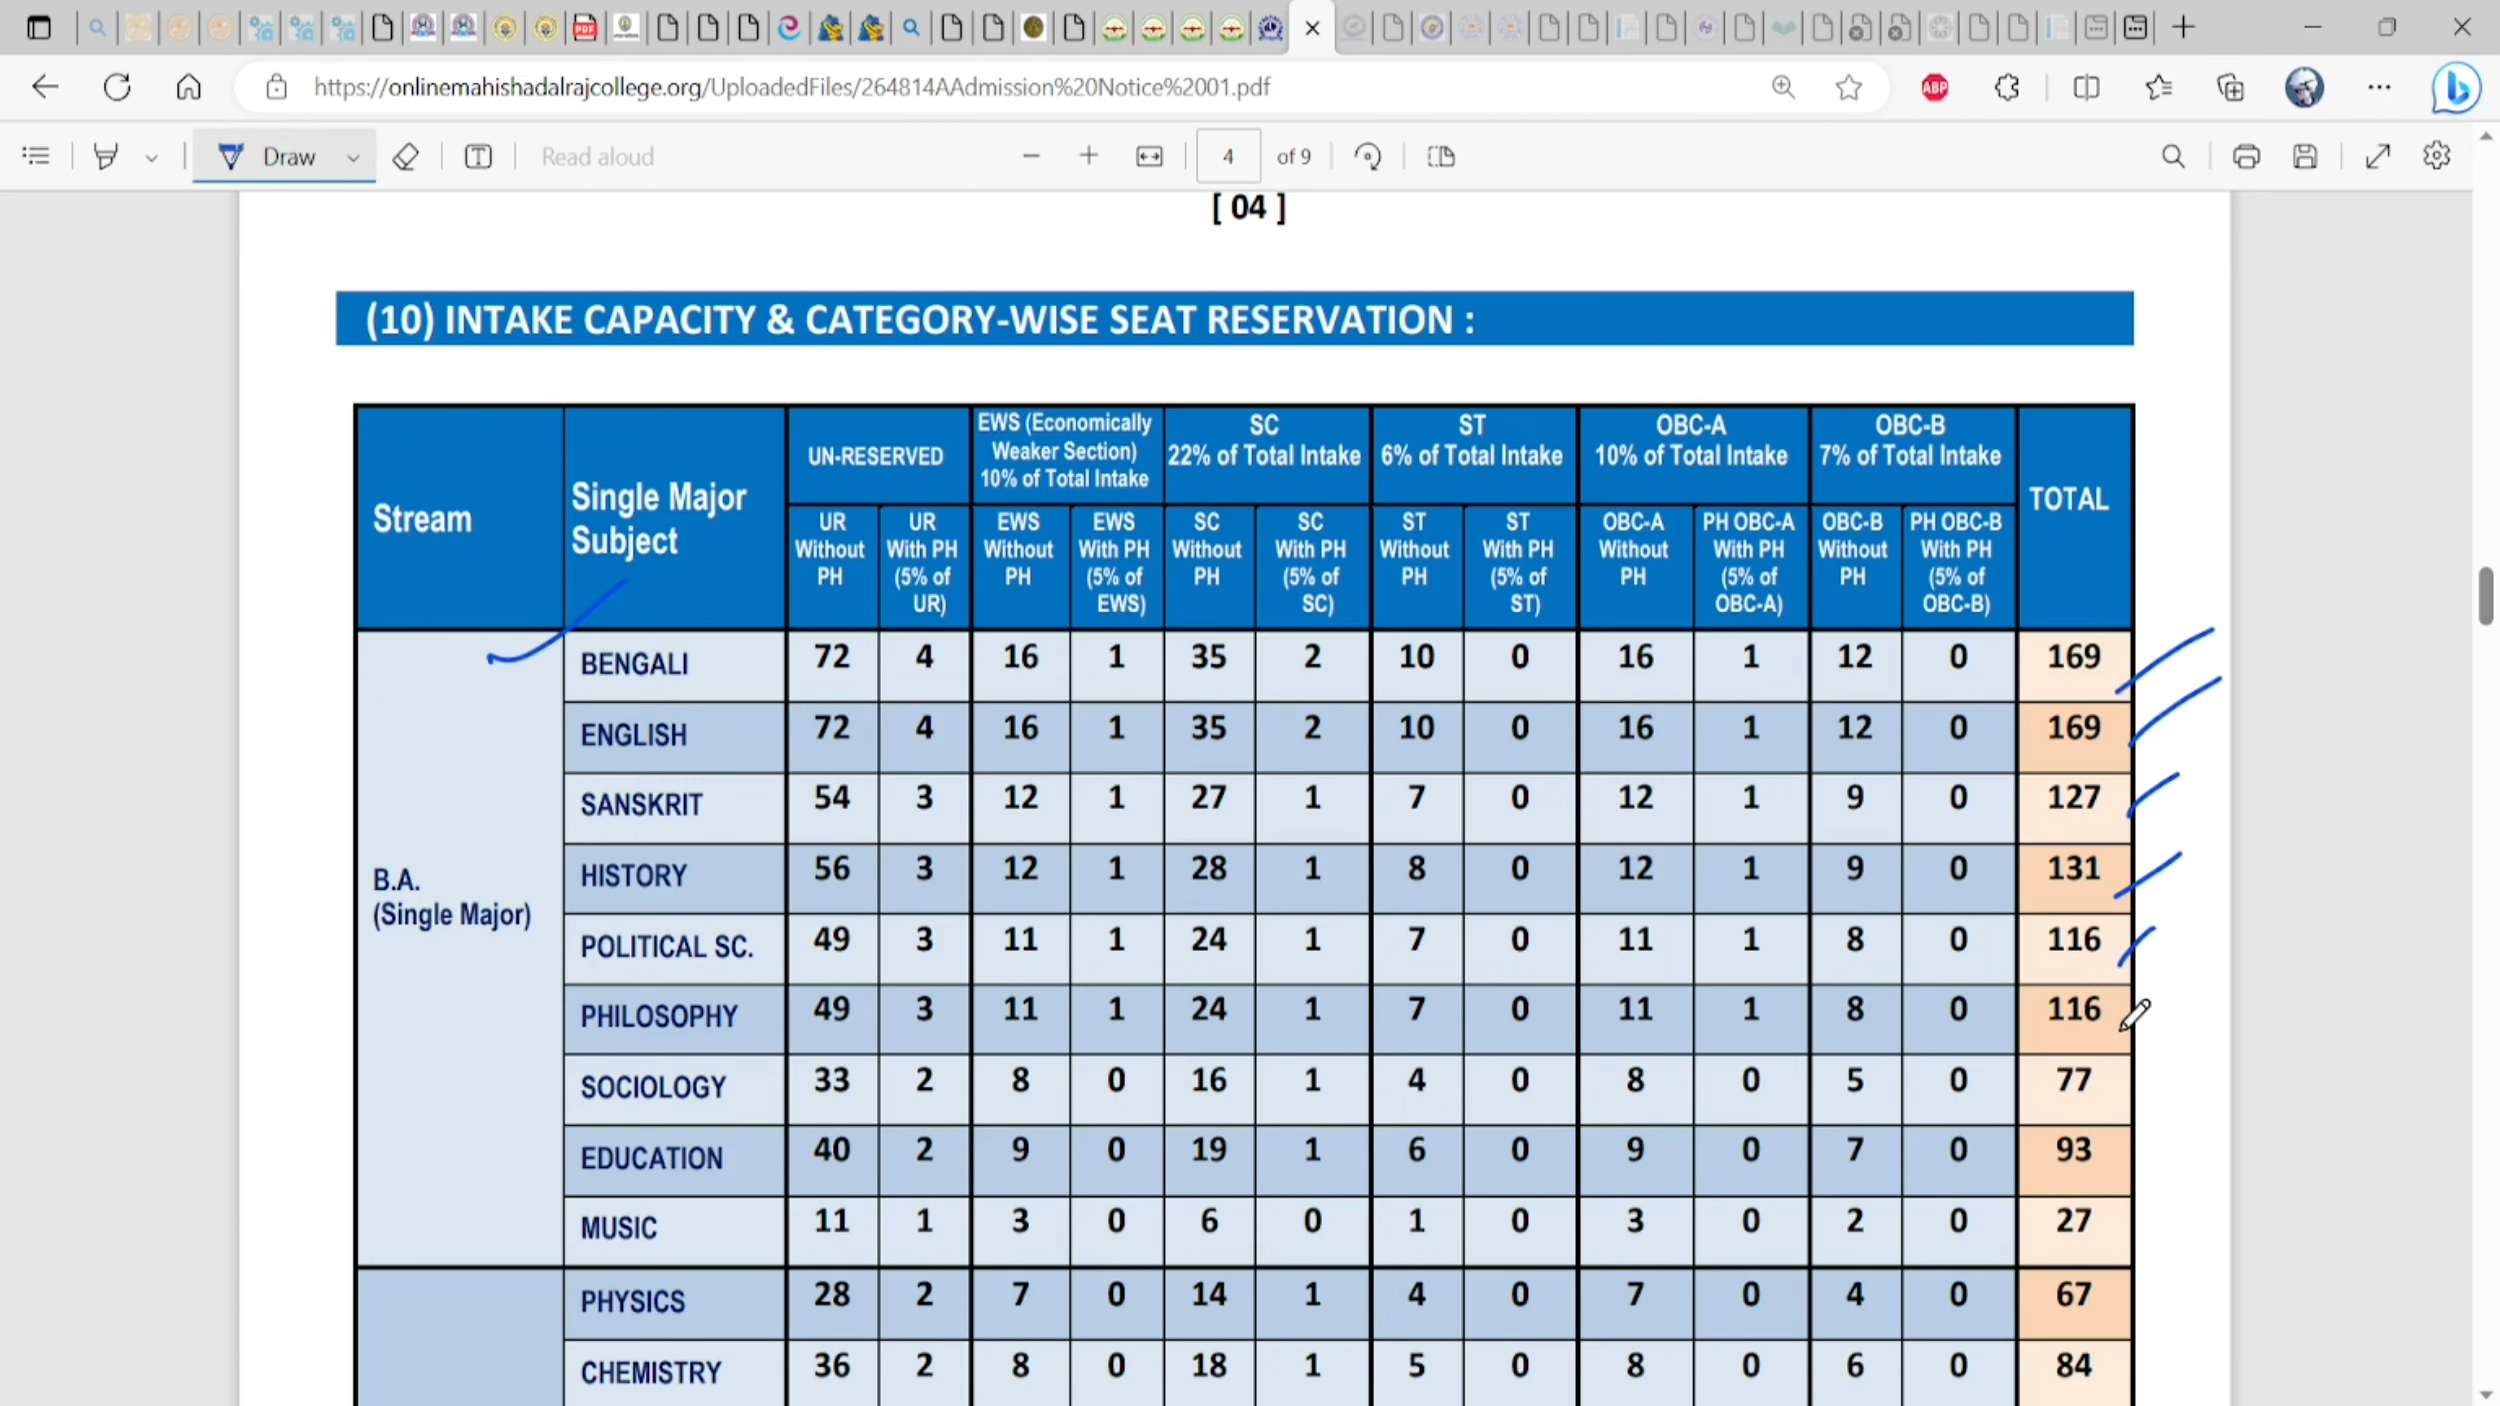 https://onlinemahishadalrajcollege.org/UploadedFiles/264814AAdmission%20Notice%2001.pdf
ABP
PDF
Draw
Read aloud
4
of 9
[ 04 ]
(10) INTAKE CAPACITY & CATEGORY-WISE SEAT RESERVATION :
Stream
Single Major
Subject
UN-RESERVED
EWS (Economically
Weaker Section)
10% of Total Intake
SC
22% of Total Intake
ST
6% of Total Intake
OBC-A
10% of Total Intake
OBC-B
7% of Total Intake
TOTAL
UR
Without
PH
UR
With PH
(5% of
UR)
EWS
Without
PH
EWS
With PH
(5% of
EWS)
SC
Without
PH
SC
With PH
(5% of
SC)
ST
Without
PH
ST
With PH
(5% of
ST)
OBC-A
Without
PH
PH OBC-A
With PH
(5% of
OBC-A)
OBC-B
Without
PH
PH OBC-B
With PH
(5% of
OBC-B)
B.A.
(Single Major)
BENGALI 72 4 16 1 35 2 10 0 16 1 12 0 169
ENGLISH 72 4 16 1 35 2 10 0 16 1 12 0 169
SANSKRIT 54 3 12 1 27 1 7 0 12 1 9 0 127
HISTORY 56 3 12 1 28 1 8 0 12 1 9 0 131
POLITICAL SC. 49 3 11 1 24 1 7 0 11 1 8 0 116
PHILOSOPHY 49 3 11 1 24 1 7 0 11 1 8 0 116
SOCIOLOGY 33 2 8 0 16 1 4 0 8 0 5 0 77
EDUCATION 40 2 9 0 19 1 6 0 9 0 7 0 93
MUSIC 11 1 3 0 6 0 1 0 3 0 2 0 27
PHYSICS 28 2 7 0 14 1 4 0 7 0 4 0 67
CHEMISTRY 36 2 8 0 18 1 5 0 8 0 6 0 84